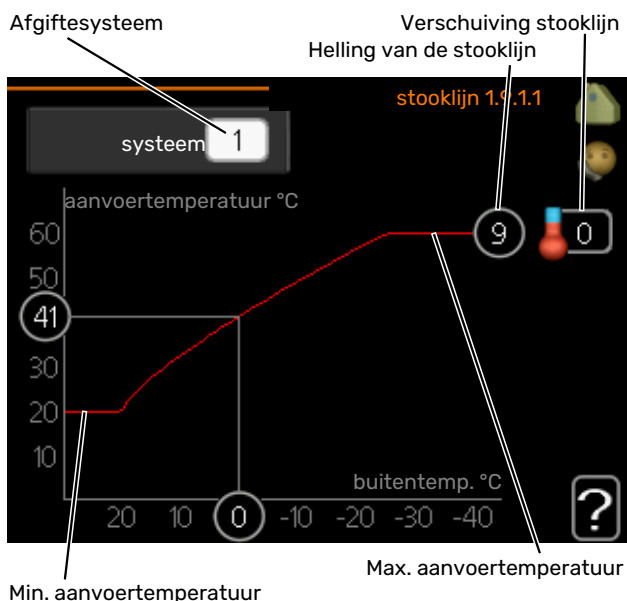 Afgiftesysteem
Verschuiving stooklijn
Helling van de stooklijn
stooklijn 1.9.1.1
systeem 1
aanvoertemperatuur °C
60
9
0
50
41
30
20
10
buitentemp. °C
20 10 0 -10 -20 -30 -40
?
Max. aanvoertemperatuur
Min. aanvoertemperatuur